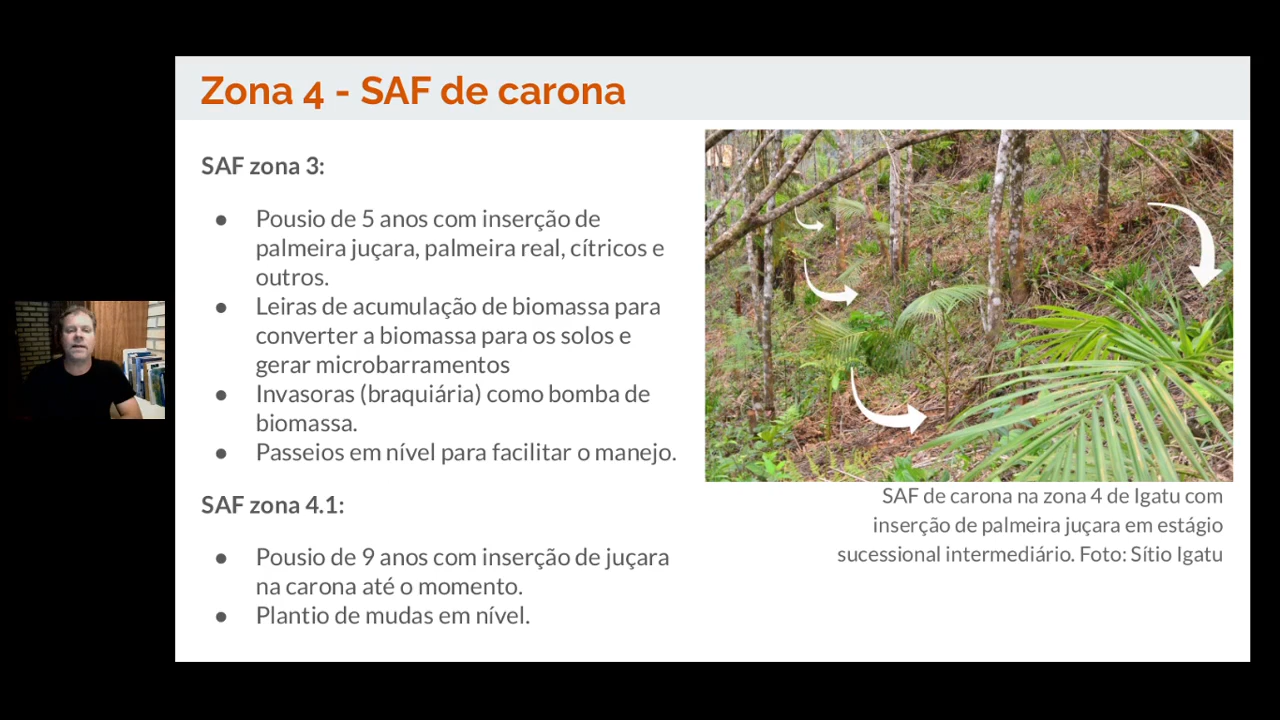 Zona 4 - SAF de carona
SAF zona 3:
● Pousio de 5 anos com inserção de
palmeira juçara, palmeira real, cítricos e
outros.
● Leiras de acumulação de biomassa para
converter a biomassa para os solos e
gerar microbarramentos
● Invasoras (braquiária) como bomba de
biomassa.
● Passeios em nível para facilitar o manejo.
SAF zona 4.1:
● Pousio de 9 anos com inserção de juçara
na carona até o momento.
● Plantio de mudas em nível.
SAF de carona na zona 4 de Igatu com
inserção de palmeira juçara em estágio
sucessional intermediário. Foto: Sítio Igatu